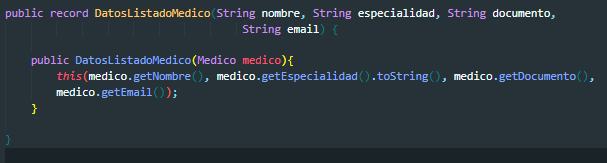 public record DatosListadoMedico(String nombre, String especialidad, String documento,
String email) {
public DatosListadoMedico(Medico medico){
this(medico.getNombre(), medico.getEspecialidad().toString(), medico.getDocumento(),
medico.getEmail());
}
}